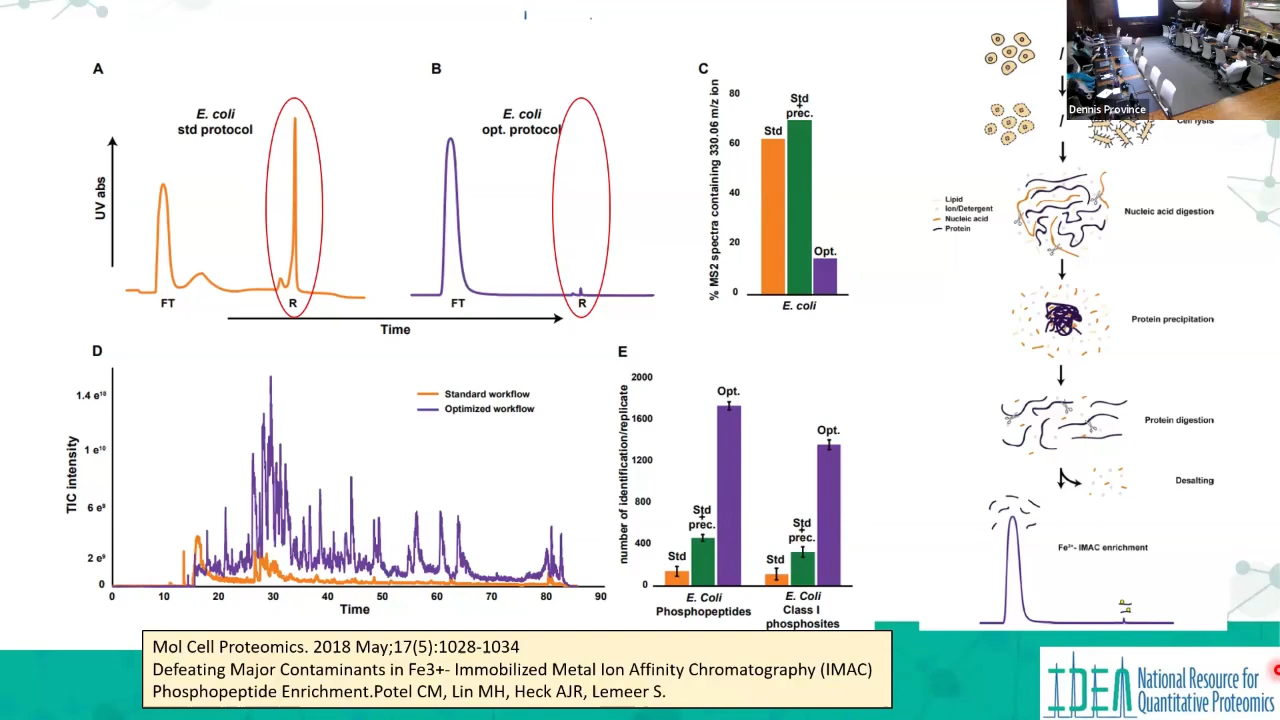 A
E. coli
std protocol
UV abs
FT
R
B
E. coli
opt. protocol
FT
R
Time
C
% MS2 spectra containing 330.06 m/z ion
80
60
40
20
0
Std
Std
+
prec.
Opt.
E. coli
D
TIC intensity
1.4 e10
1 e10
6 e9
2 e9
0
Standard workflow
Optimized workflow
0 10 20 30 40 50 60 70 80 90
Time
E
number of identification/replicate
2000
1600
1200
800
400
0
Std
Std
+
prec.
Opt.
Std
Std
+
prec.
Opt.
E. Coli
Phosphopeptides
E. Coli
Class I
phosphosites
Dennis Province
/
/
Cell lysis
Lipid
Ion/Detergent
Nucleic acid
Protein
Nucleic acid digestion
Protein precipitation
Protein digestion
Desalting
Fe3+- IMAC enrichment
Mol Cell Proteomics. 2018 May;17(5):1028-1034
Defeating Major Contaminants in Fe3+- Immobilized Metal Ion Affinity Chromatography (IMAC)
Phosphopeptide Enrichment.Potel CM, Lin MH, Heck AJR, Lemeer S.
IDEA National Resource for
Quantitative Proteomics